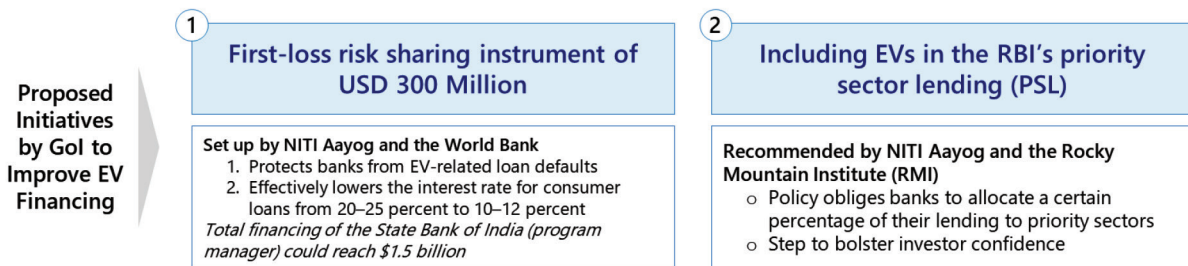 Proposed
Initiatives
by GoI to
Improve EV
Financing
1
First-loss risk sharing instrument of
USD 300 Million
Set up by NITI Aayog and the World Bank
1. Protects banks from EV-related loan defaults
2. Effectively lowers the interest rate for consumer
loans from 20–25 percent to 10–12 percent
Total financing of the State Bank of India (program
manager) could reach $1.5 billion
2
Including EVs in the RBI's priority
sector lending (PSL)
Recommended by NITI Aayog and the Rocky
Mountain Institute (RMI)
o Policy obliges banks to allocate a certain
percentage of their lending to priority sectors
o Step to bolster investor confidence